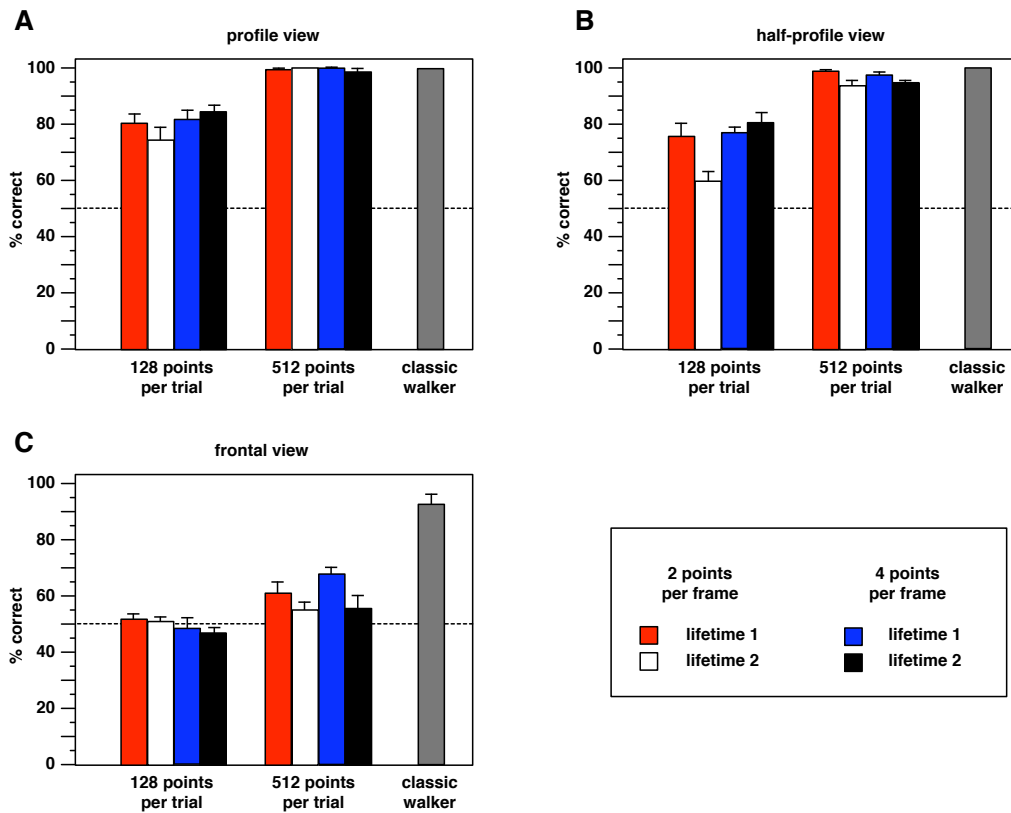 A
profile view
% correct
100
80
60
40
20
0
128 points
per trial
512 points
per trial
classic
walker
B
half-profile view
% correct
100
80
60
40
20
0
128 points
per trial
512 points
per trial
classic
walker
C
frontal view
% correct
100
80
60
40
20
0
128 points
per trial
512 points
per trial
classic
walker
2 points
per frame
lifetime 1
lifetime 2
4 points
per frame
lifetime 1
lifetime 2